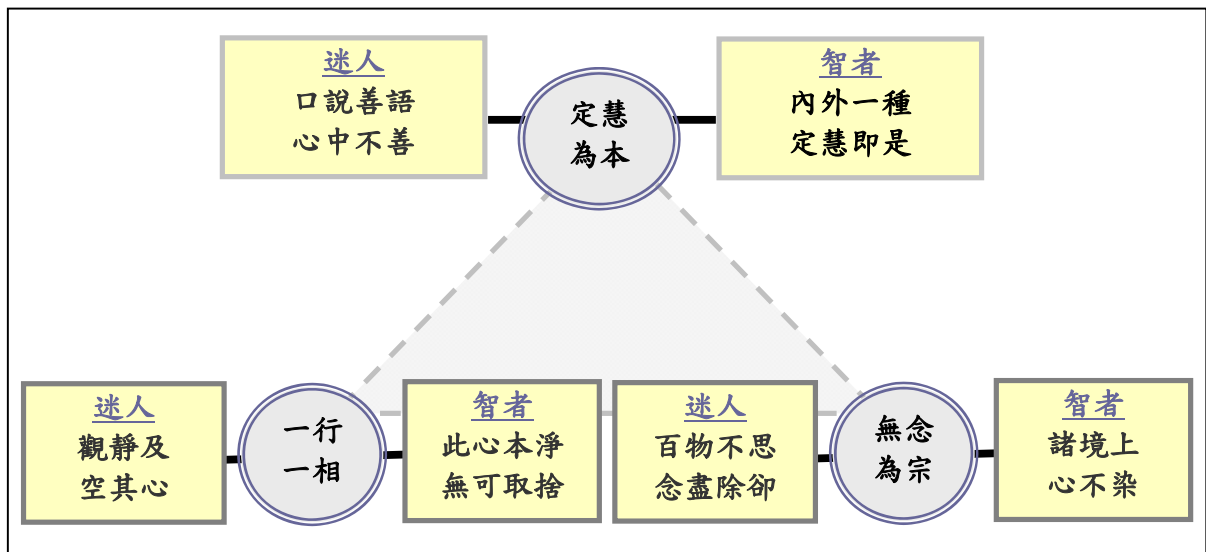 迷人
口說善語
心中不善
定慧
為本
智者
內外一種
定慧即是
迷人
觀靜及
空其心
一行
一相
智者
此心本淨
無可取捨
迷人
百物不思
念盡除卻
無念
為宗
智者
諸境上
心不染